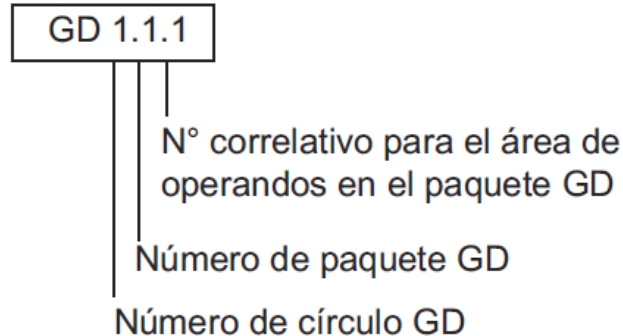 GD 1.1.1
N° correlativo para el área de
operandos en el paquete GD
Número de paquete GD
Número de círculo GD